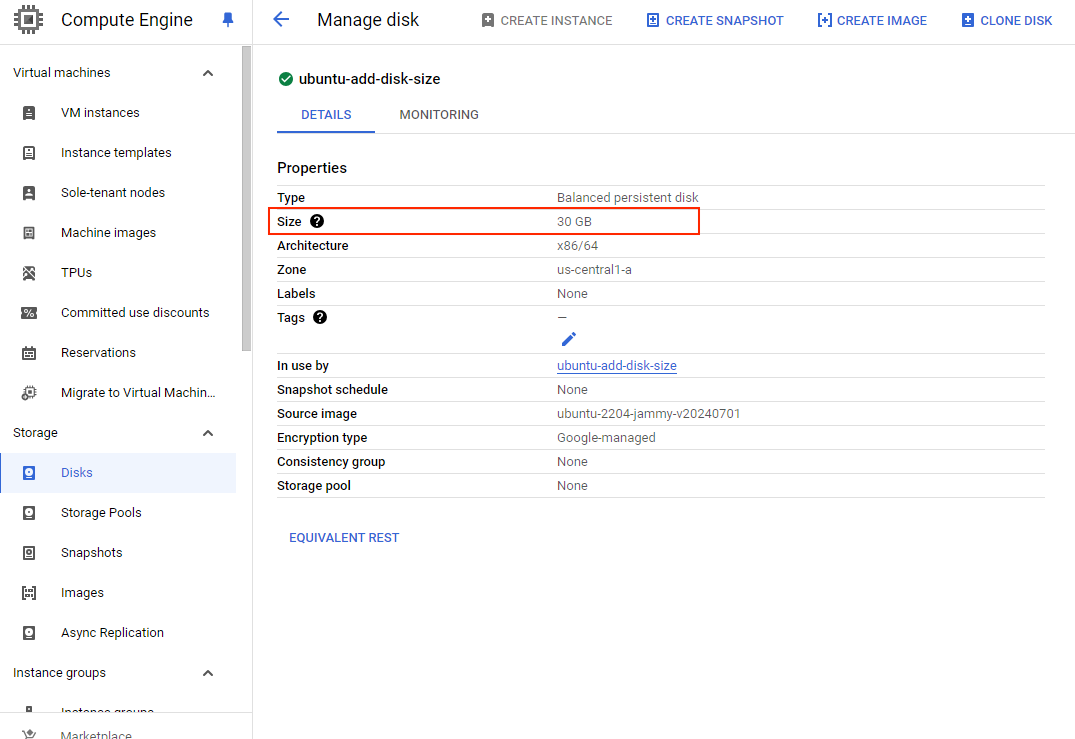 Compute Engine
Manage disk
CREATE INSTANCE
CREATE SNAPSHOT
CREATE IMAGE
CLONE DISK
Virtual machines
VM instances
Instance templates
Sole-tenant nodes
Machine images
TPUs
Committed use discounts
Reservations
Migrate to Virtual Machin...
Storage
Disks
Storage Pools
Snapshots
Images
Async Replication
Instance groups
Instance groups
Marketplace
ubuntu-add-disk-size
DETAILS MONITORING
Properties
Type Balanced persistent disk
Size ? 30 GB
Architecture x86/64
Zone us-central1-a
Labels None
Tags ? —
In use by ubuntu-add-disk-size
Snapshot schedule None
Source image ubuntu-2204-jammy-v20240701
Encryption type Google-managed
Consistency group None
Storage pool None
EQUIVALENT REST